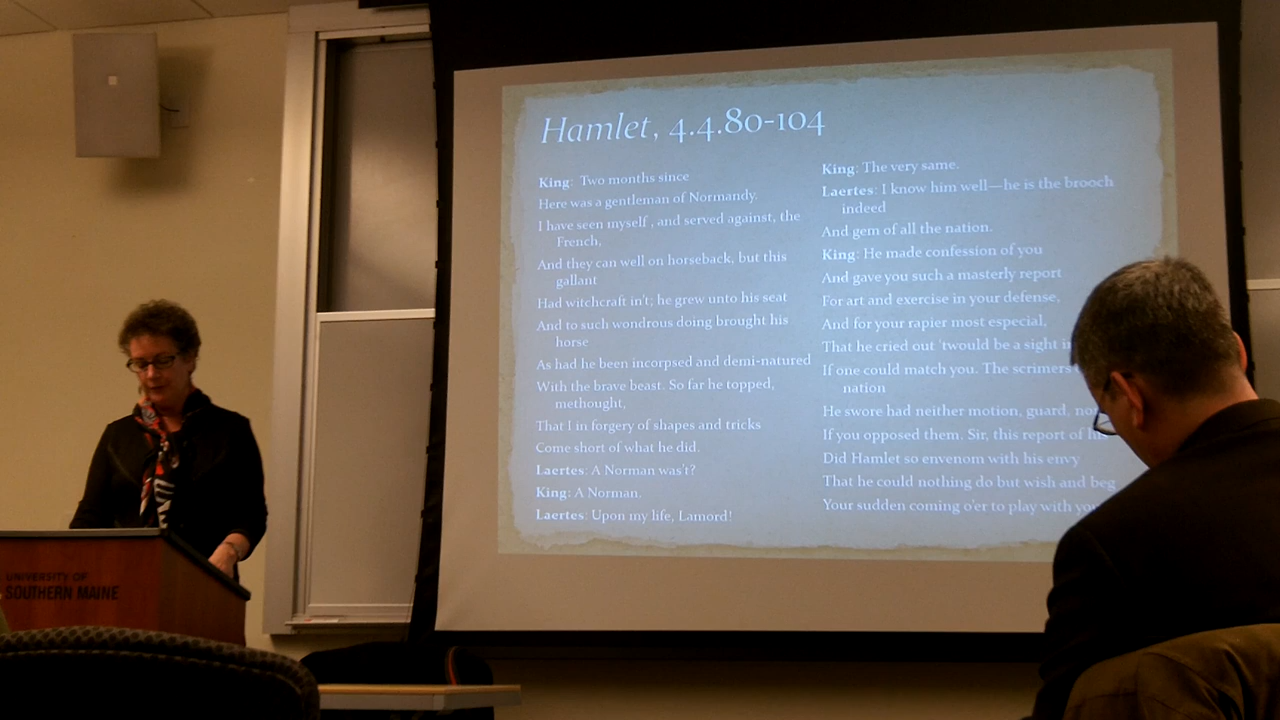 Hamlet, 4.4.80-104
King: Two months since
Here was a gentleman of Normandy.
I have seen myself , and served against, the
French,
And they can well on horseback, but this
gallant
Had witchcraft in't; he grew unto his seat
And to such wondrous doing brought his
horse
As had he been incorpsed and demi-natured
With the brave beast. So far he topped,
methought,
That I in forgery of shapes and tricks
Come short of what he did.
Laertes: A Norman was't?
King: A Norman.
Laertes: Upon my life, Lamord!
King: The very same.
Laertes: I know him well—he is the brooch
indeed
And gem of all the nation.
King: He made confession of you
And gave you such a masterly report
For art and exercise in your defense,
And for your rapier most especial,
That he cried out 'twould be a sight
If one could match you. The scrimers
nation
He swore had neither motion, guard,
If you opposed them. Sir, this report of
Did Hamlet so envenom with his envy
That he could nothing do but wish and beg
Your sudden coming o'er to play with
UNIVERSITY OF
SOUTHERN MAINE